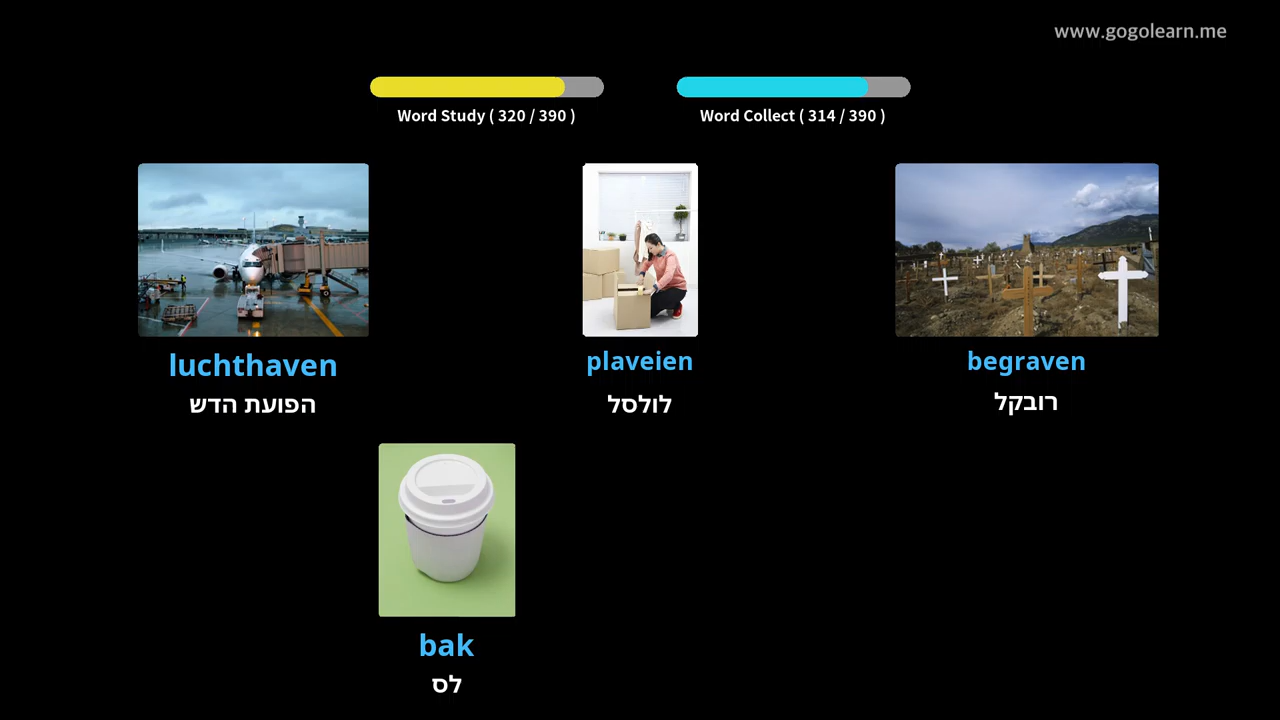 www.gogolearn.me
Word Study ( 320 / 390 )
Word Collect ( 314 / 390 )
luchthaven
הפועת הדש
plaveien
לולסל
begraven
רובקל
bak
לס